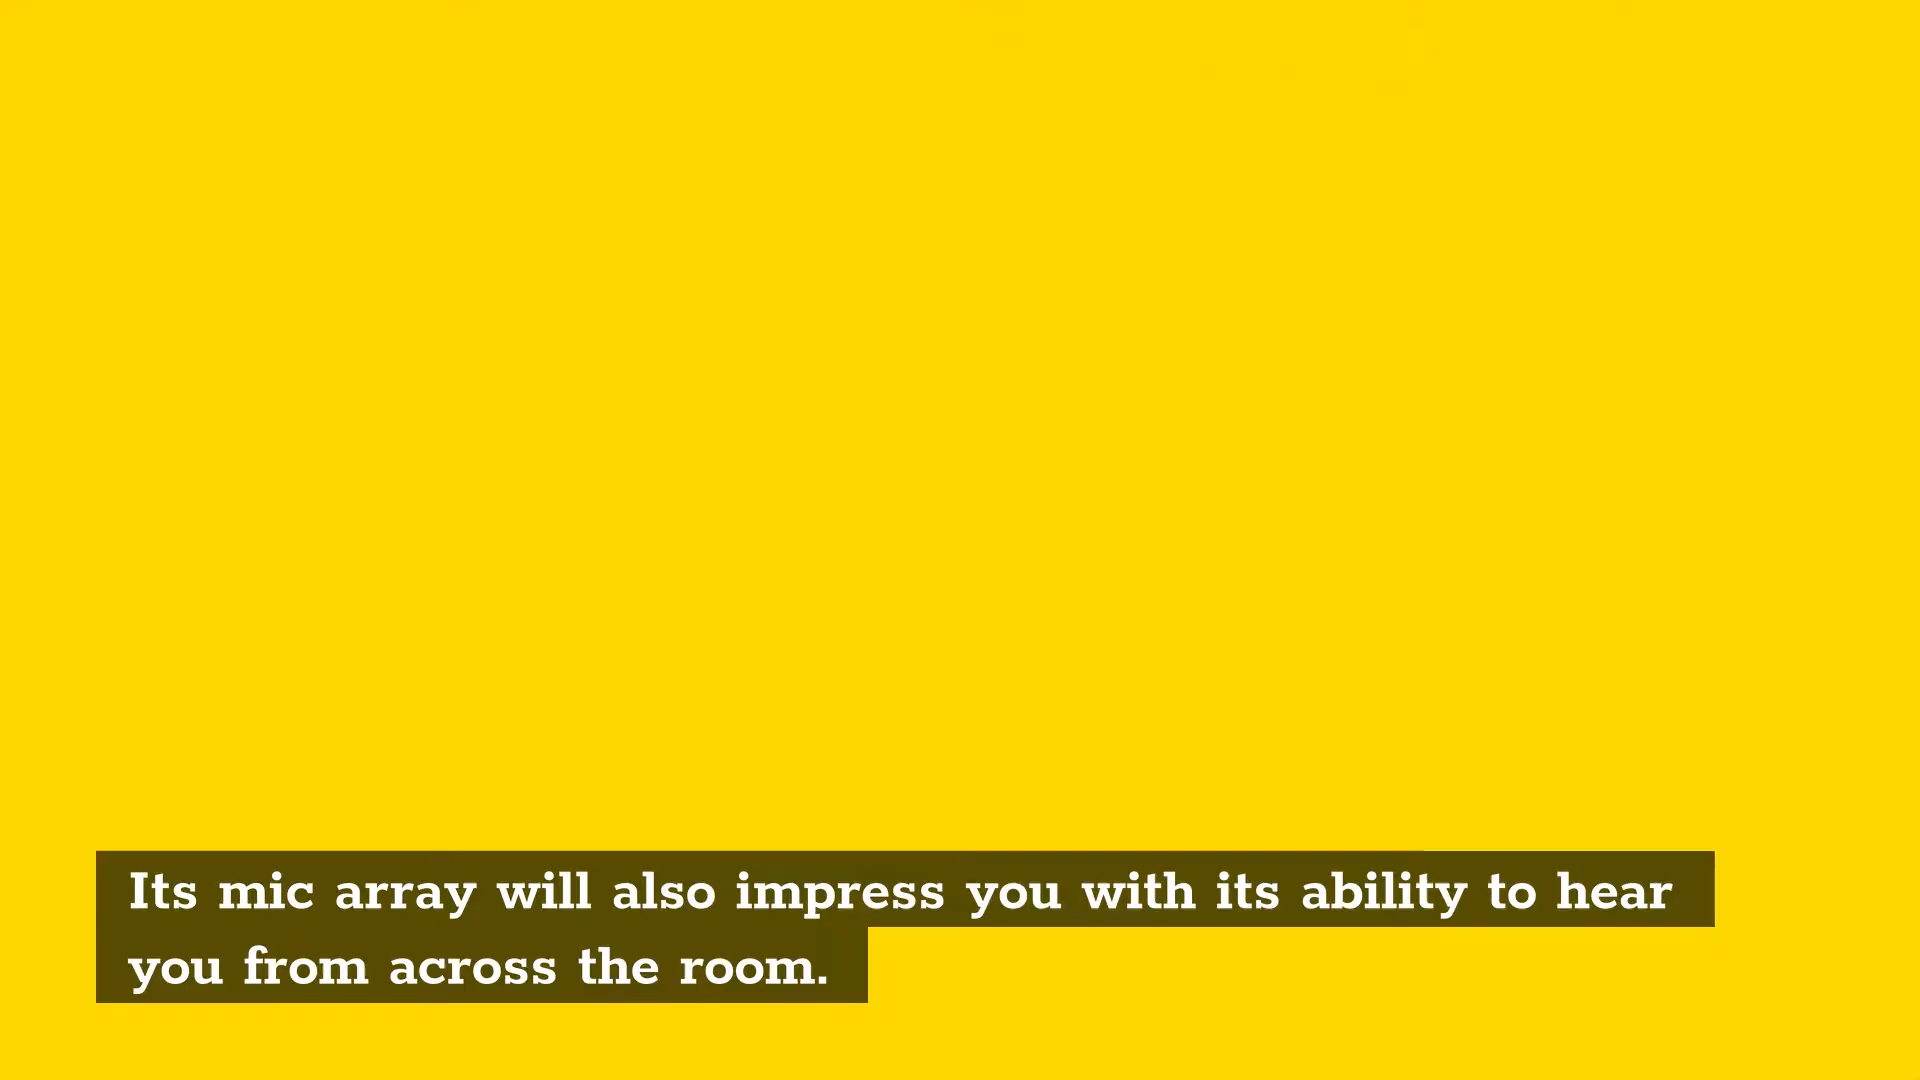 Its mic array will also impress you with its ability to hear
you from across the room.